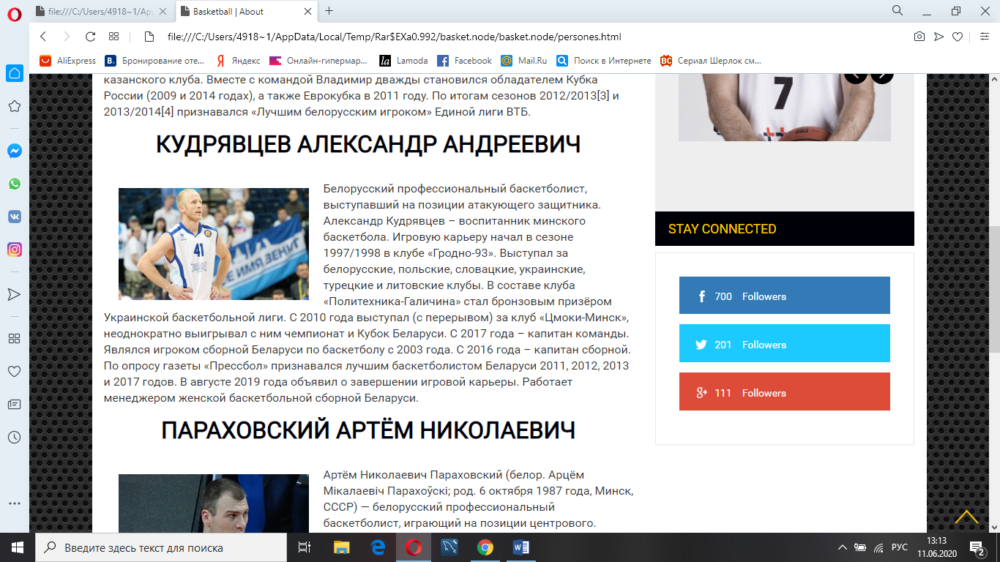 file:///C:/Users/4918~1/App
Basketball | About
file:///C:/Users/4918~1/AppData/Local/Temp/Rar$EXa0.992/basket.node/basket.node/persones.html
AliExpress
Бронирование оте...
Яндекс
Онлайн-гипермар...
Lamoda
Facebook
Mail.Ru
Поиск в Интернете
Сериал Шерлок см...
казанского клуба. Вместе с командой Владимир дважды становился обладателем Кубка
России (2009 и 2014 годах), а также Еврокубка в 2011 году. По итогам сезонов 2012/2013[3] и
2013/2014[4] признавался «Лучшим белорусским игроком» Единой лиги ВТБ.
КУДРЯВЦЕВ АЛЕКСАНДР АНДРЕЕВИЧ
Белорусский профессиональный баскетболист,
выступавший на позиции атакующего защитника.
Александр Кудрявцев – воспитанник минского
баскетбола. Игровую карьеру начал в сезоне
1997/1998 в клубе «Гродно-93». Выступал за
белорусские, польские, словацкие, украинские,
турецкие и литовские клубы. В составе клуба
«Политехника-Галичина» стал бронзовым призёром
Украинской баскетбольной лиги. С 2010 года выступал (с перерывом) за клуб «Цмоки-Минск»,
неоднократно выигрывал с ним чемпионат и Кубок Беларуси. С 2017 года – капитан команды.
Являлся игроком сборной Беларуси по баскетболу с 2003 года. С 2016 года – капитан сборной.
По опросу газеты «Прессбол» признавался лучшим баскетболистом Беларуси 2011, 2012, 2013
и 2017 годов. В августе 2019 года объявил о завершении игровой карьеры. Работает
менеджером женской баскетбольной сборной Беларуси.
41
ИМЯ ЗЕНИТ
ПАРАХОВСКИЙ АРТЁМ НИКОЛАЕВИЧ
Артём Николаевич Параховский (белор. Арцём
Мікалаевіч Парахоўскі; род. 6 октября 1987 года, Минск,
СССР) — белорусский профессиональный
баскетболист, играющий на позиции центрового.
7
STAY CONNECTED
700 Followers
201 Followers
111 Followers
Введите здесь текст для поиска
РУС
13:13
11.06.2020
2